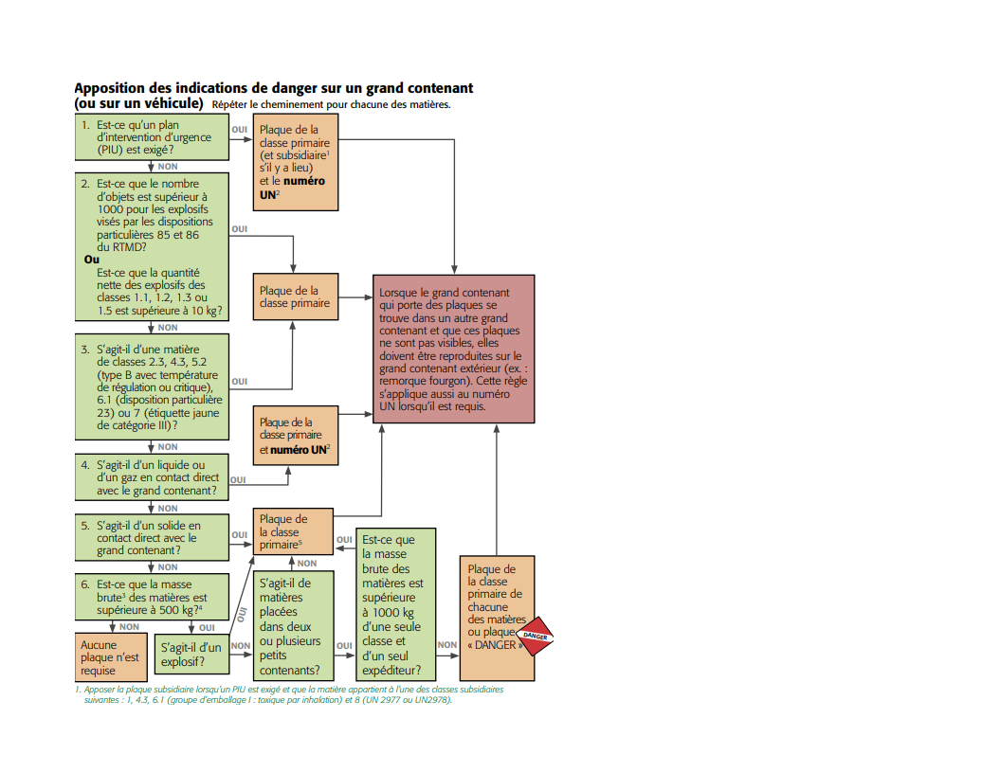 Apposition des indications de danger sur un grand contenant
(ou sur un véhicule) Répéter le cheminement pour chacune des matières.
1. Est-ce qu'un plan
d'intervention d'urgence
(PIU) est exigé?
OUI
Plaque de la
classe primaire
(et subsidiaire¹
s'il y a lieu)
et le numéro
UN²
NON
2. Est-ce que le nombre
d'objets est supérieur à
1000 pour les explosifs
visés par les dispositions
particulières 85 et 86
du RTMD?
Ou
Est-ce que la quantité
nette des explosifs des
classes 1.1, 1.2, 1.3 ou
1.5 est supérieure à 10 kg?
OUI
Plaque de la
classe primaire
Lorsque le grand contenant
qui porte des plaques se
trouve dans un autre grand
contenant et que ces plaques
ne sont pas visibles, elles
doivent être reproduites sur le
grand contenant extérieur (ex. :
remorque fourgon). Cette règle
s'applique aussi au numéro
UN lorsqu'il est requis.
NON
3. S'agit-il d'une matière
de classes 2.3, 4.3, 5.2
(type B avec température
de régulation ou critique),
6.1 (disposition particulière
23) ou 7 (étiquette jaune
de catégorie III)?
OUI
Plaque de la
classe primaire
et numéro UN²
NON
4. S'agit-il d'un liquide ou
d'un gaz en contact direct
avec le grand contenant?
OUI
NON
5. S'agit-il d'un solide en
contact direct avec le
grand contenant?
OUI
Plaque de
la classe
primaire⁵
OUI
Est-ce que
la masse
brute des
matières est
supérieure
à 1000 kg
d'une seule
classe et
d'un seul
expéditeur?
NON
6. Est-ce que la masse
brute³ des matières est
supérieure à 500 kg?⁴
NON
OUI
Aucune
plaque n'est
requise
S'agit-il d'un
explosif?
OUI
NON
NON
S'agit-il de
matières
placées
dans deux
ou plusieurs
petits
contenants?
OUI
NON
Plaque de
la classe
primaire de
chacune
des matières
ou plaque
« DANGER »
DANGER
1. Apposer la plaque subsidiaire lorsqu'un PIU est exigé et que la matière appartient à l'une des classes subsidiaires
suivantes : 1, 4.3, 6.1 (groupe d'emballage I : toxique par inhalation) et 8 (UN 2977 ou UN2978).